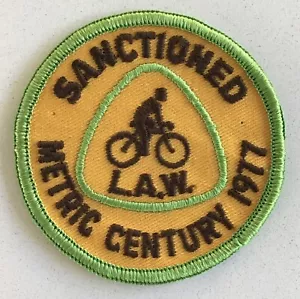 SANCTIONED
L.A.W.
METRIC CENTURY 1977